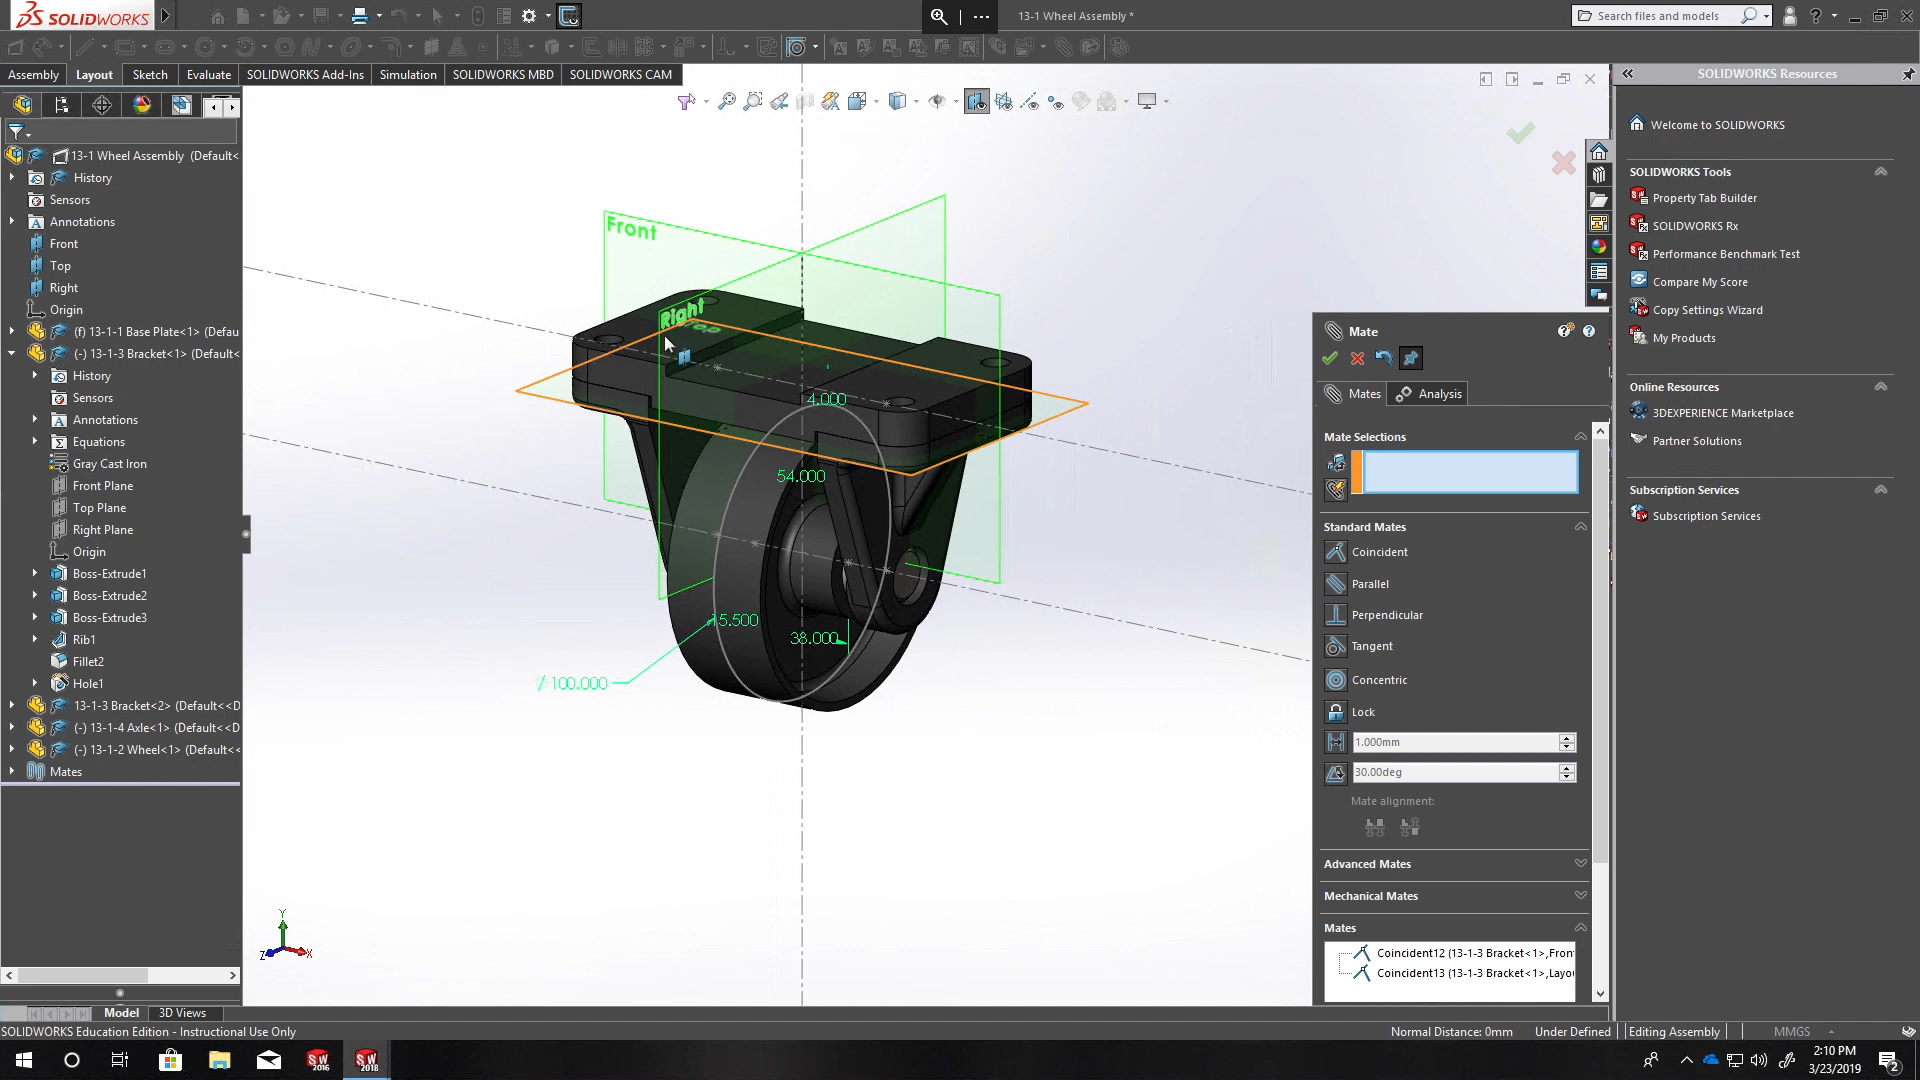 SOLIDWORKS
13-1 Wheel Assembly *
Search files and models
Assembly
Layout
Sketch
Evaluate
SOLIDWORKS Add-Ins
Simulation
SOLIDWORKS MBD
SOLIDWORKS CAM
13-1 Wheel Assembly (Default<
History
Sensors
Annotations
Front
Top
Right
Origin
(f) 13-1-1 Base Plate<1> (Defau
(-) 13-1-3 Bracket<1> (Default<
History
Sensors
Annotations
Equations
Gray Cast Iron
Front Plane
Top Plane
Right Plane
Origin
Boss-Extrude1
Boss-Extrude2
Boss-Extrude3
Rib1
Fillet2
Hole1
13-1-3 Bracket<2> (Default<<D
(-) 13-1-4 Axle<1> (Default<<D
(-) 13-1-2 Wheel<1> (Default<<
Mates
Front
Right
Top
4.000
54.000
15.500
38.000
100.000
Y
Z
X
Mate
Mates
Analysis
Mate Selections
Standard Mates
Coincident
Parallel
Perpendicular
Tangent
Concentric
Lock
1.000mm
30.00deg
Mate alignment:
Advanced Mates
Mechanical Mates
Mates
Coincident12 (13-1-3 Bracket<1>,Fron
Coincident13 (13-1-3 Bracket<1>,Layo
SOLIDWORKS Resources
Welcome to SOLIDWORKS
SOLIDWORKS Tools
Property Tab Builder
SOLIDWORKS Rx
Performance Benchmark Test
Compare My Score
Copy Settings Wizard
My Products
Online Resources
3DEXPERIENCE Marketplace
Partner Solutions
Subscription Services
Subscription Services
Model
3D Views
SOLIDWORKS Education Edition - Instructional Use Only
Normal Distance: 0mm
Under Defined
Editing Assembly
MMGS
SW 2016
SW 2018
2:10 PM
3/23/2019
2